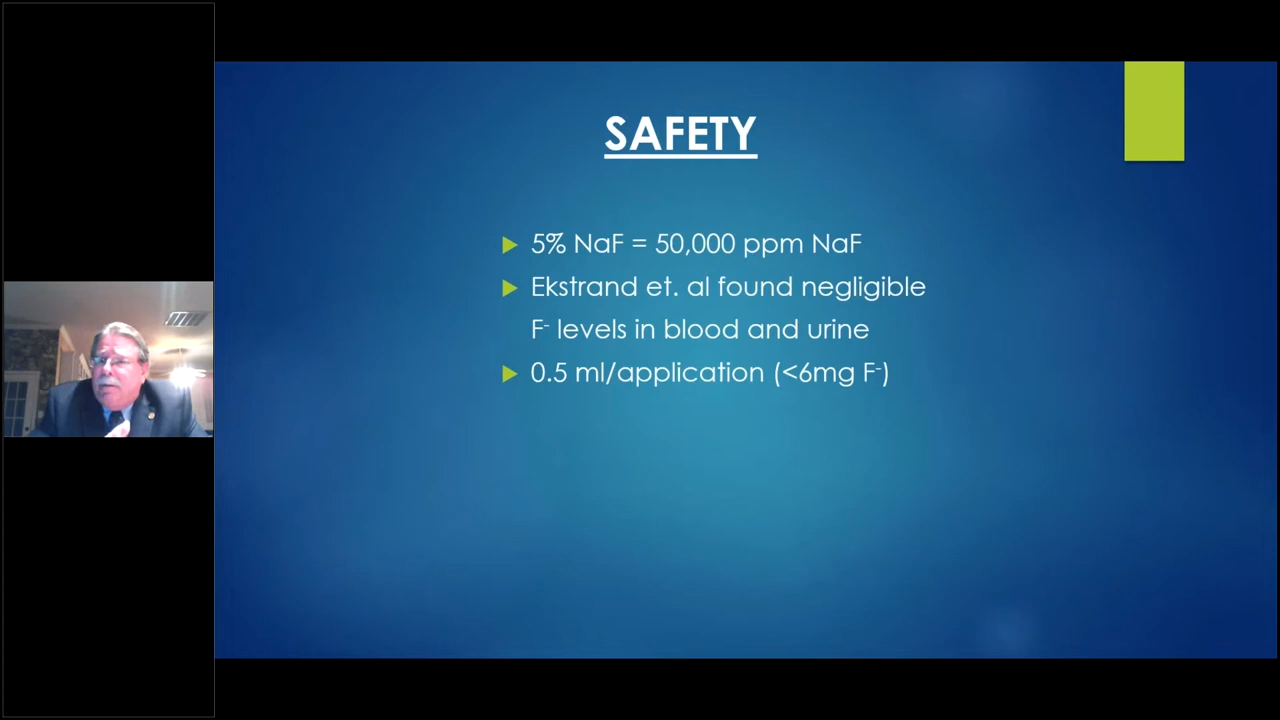 SAFETY
5% NaF = 50,000 ppm NaF
Ekstrand et. al found negligible
F⁻ levels in blood and urine
0.5 ml/application (<6mg F⁻)